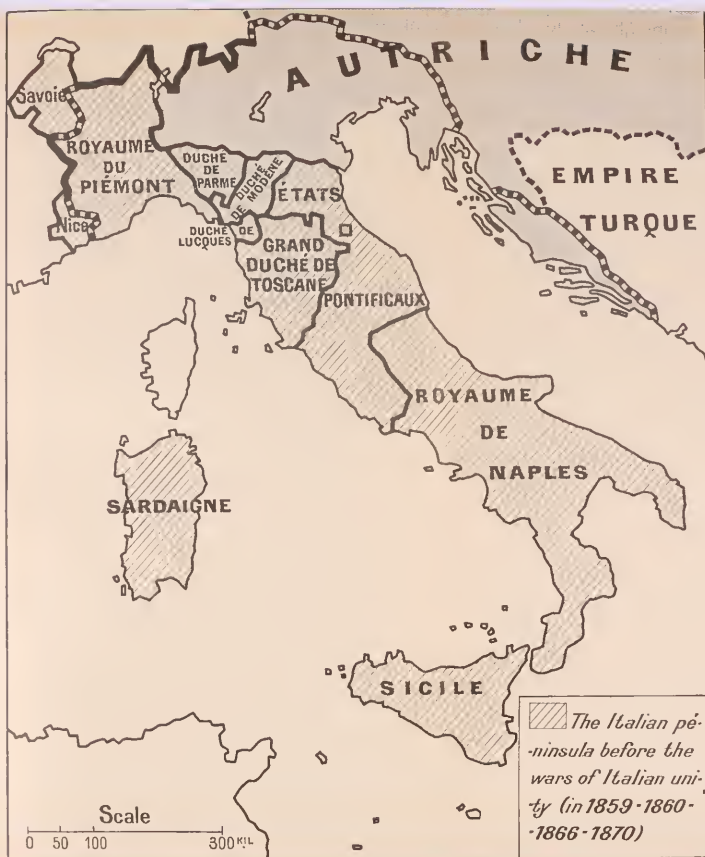 AUTRICHE
Savoie
ROYAUME
DU
PIÉMONT
DUCHÉ
DE PARME
DUCHÉ
DE MODÈNE
EMPIRE
TURQUE
Nice
ÉTATS
DUCHÉ DE
LUCQUES
GRAND
DUCHÉ DE
TOSCANE
PONTIFICAUX
ROYAUME
DE
NAPLES
SARDAIGNE
SICILE
The Italian pé-
-ninsula before the
wars of Italian uni-
-ty (in 1859-1860-
-1866-1870)
Scale
0 50 100 300 KIL